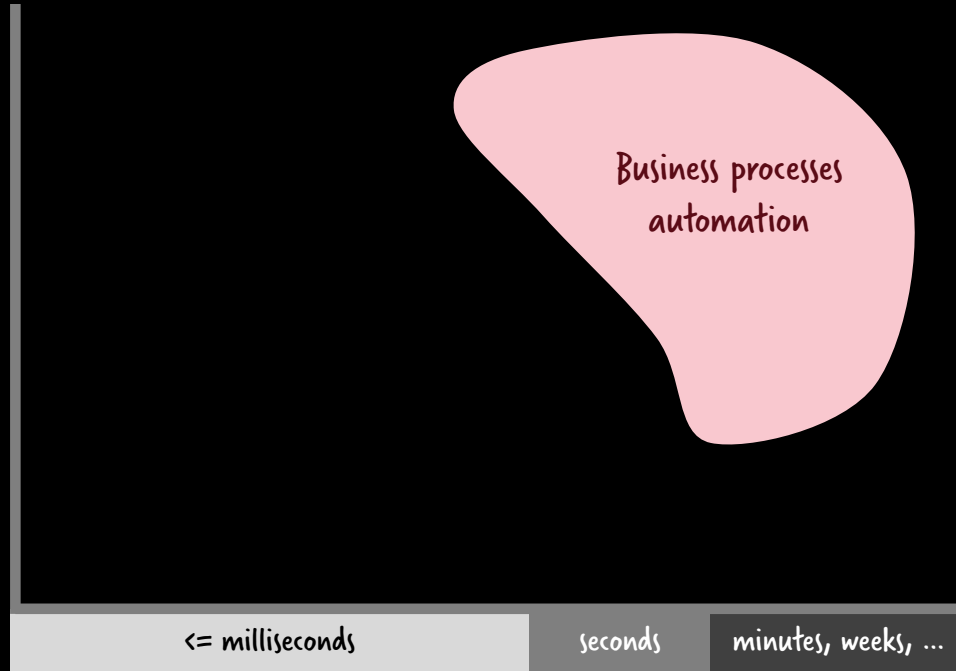 Business processes
automation
<= milliseconds
seconds
minutes, weeks, ...